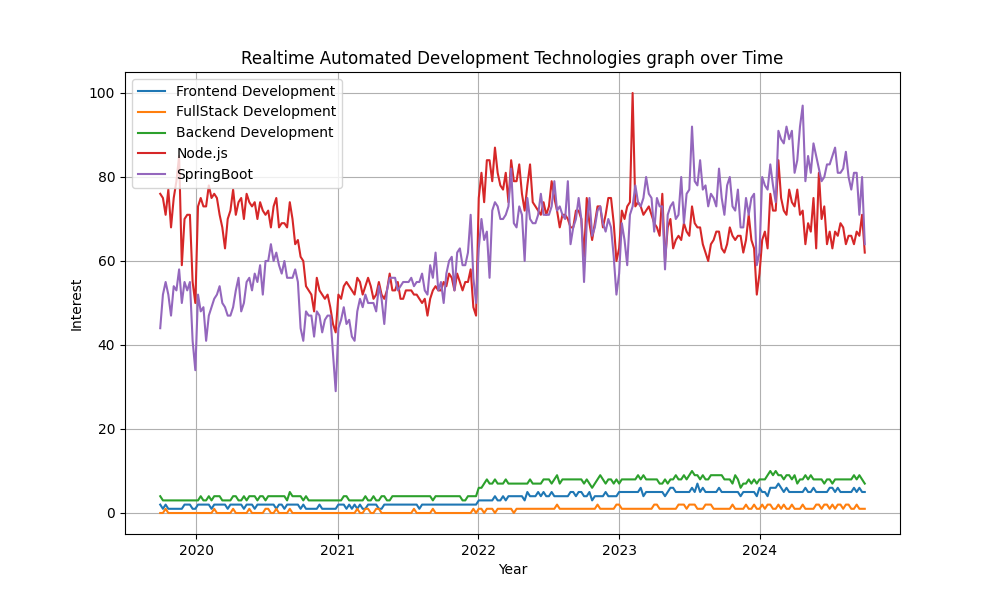 Realtime Automated Development Technologies graph over Time
Frontend Development
FullStack Development
Backend Development
Node.js
SpringBoot
Interest
100
80
60
40
20
0
2020
2021
2022
2023
2024
Year